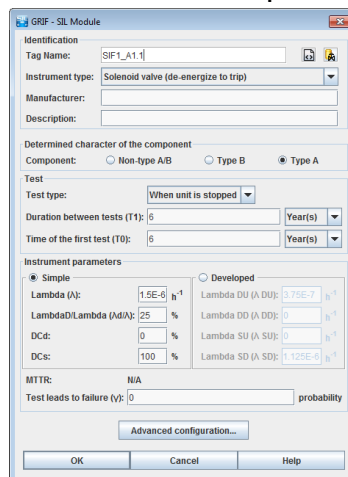 GRIF - SIL Module
Identification
Tag Name: SIF1_A1.1
Instrument type: Solenoid valve (de-energize to trip)
Manufacturer:
Description:
Determined character of the component
Component: Non-type A/B Type B Type A
Test
Test type: When unit is stopped
Duration between tests (T1): 6 Year(s)
Time of the first test (T0): 6 Year(s)
Instrument parameters
Simple Developed
Lambda (λ): 1.5E-6 h⁻¹ Lambda DU (λ DU): 3.75E-7 h⁻¹
LambdaD/Lambda (λd/λ): 25 % Lambda DD (λ DD): 0 h⁻¹
DCd: 0 % Lambda SU (λ SU): 0 h⁻¹
DCs: 100 % Lambda SD (λ SD): 1.125E-6 h⁻¹
MTTR: N/A
Test leads to failure (γ): 0 probability
Advanced configuration...
OK Cancel Help